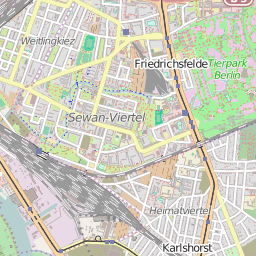 Weitlingkiez
Friedrichsfelde
Tierpark
Berlin
Sewan-Viertel
Heimatviertel
Karlshorst